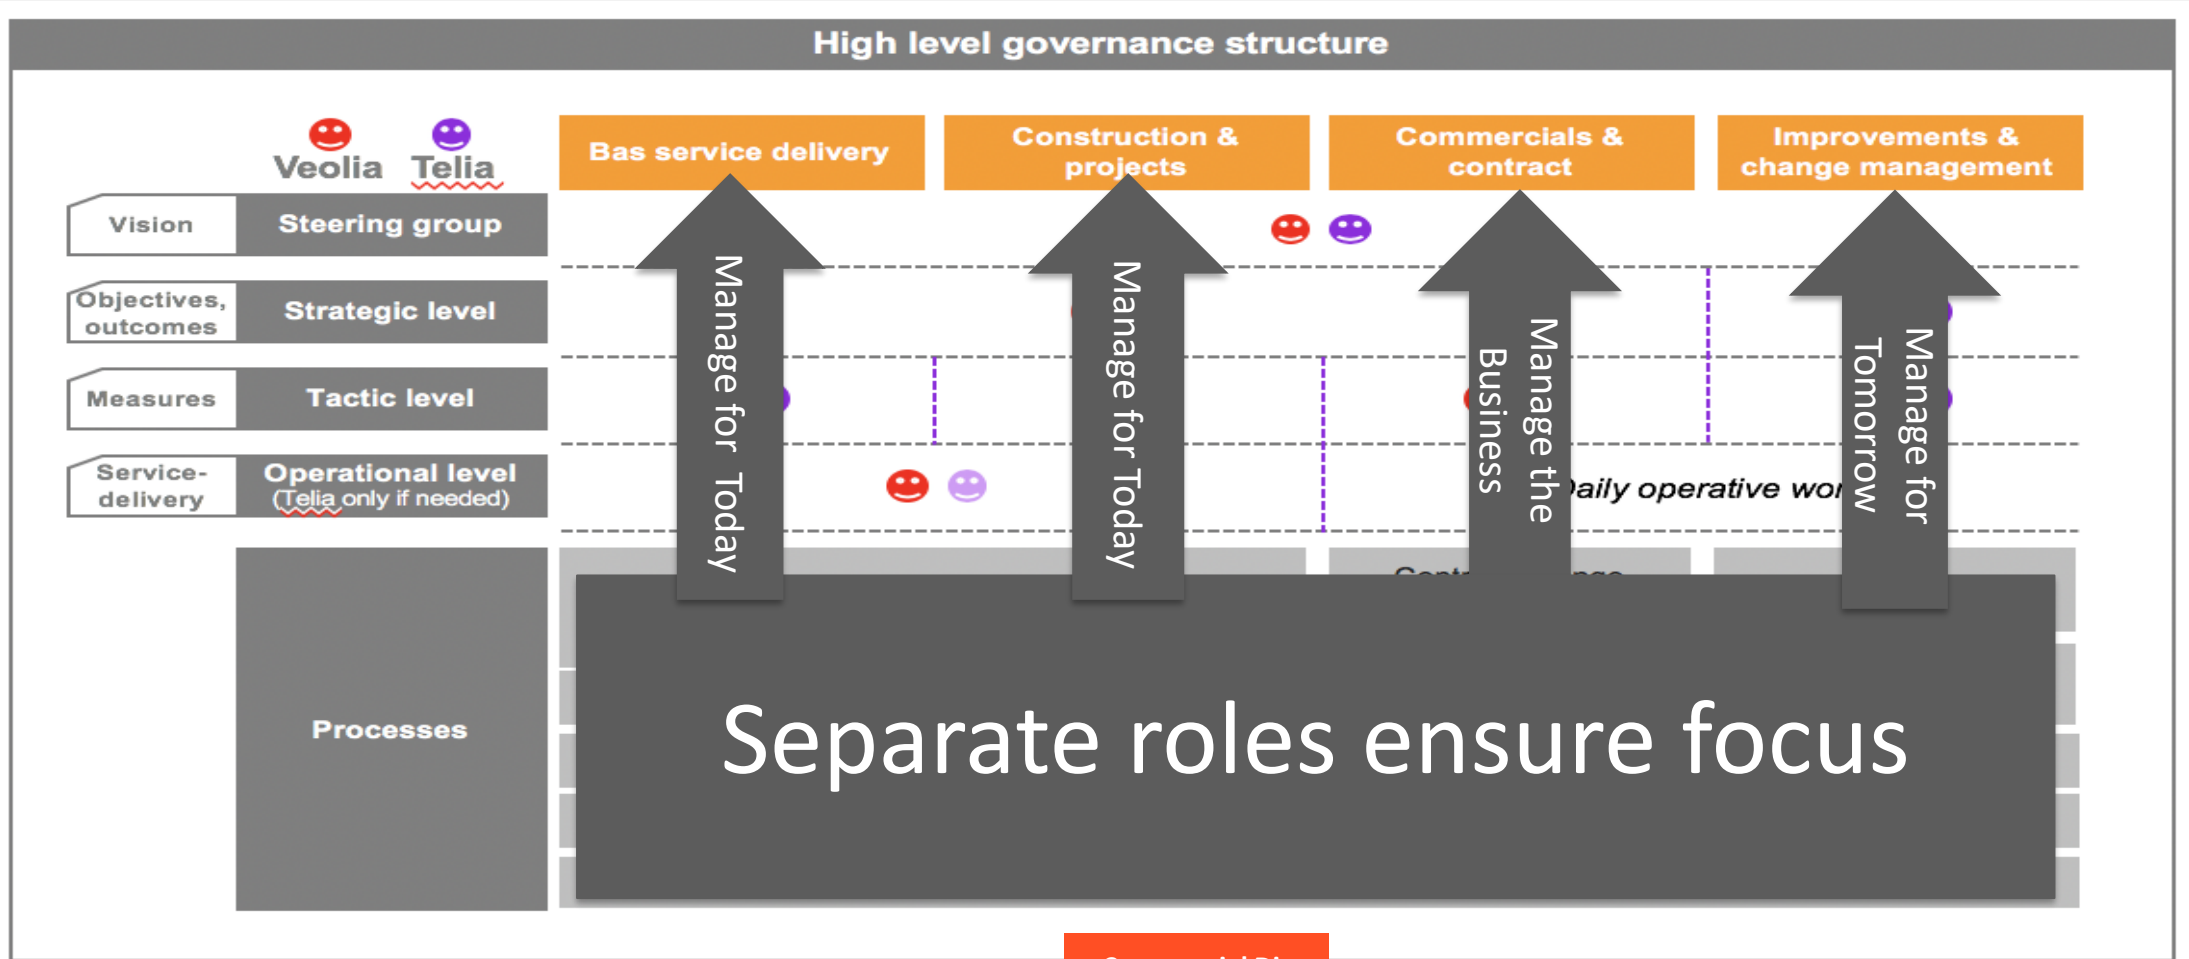 High level governance structure
Veolia
Telia
Bas service delivery
Construction &
projects
Commercials &
contract
Improvements &
change management
Vision
Steering group
Objectives,
outcomes
Strategic level
Measures
Tactic level
Service-
delivery
Operational level
(Telia only if needed)
Daily operative
Manage for Today
Manage for Today
Manage the
Business
Manage for
Tomorrow
Processes
Separate roles ensure focus